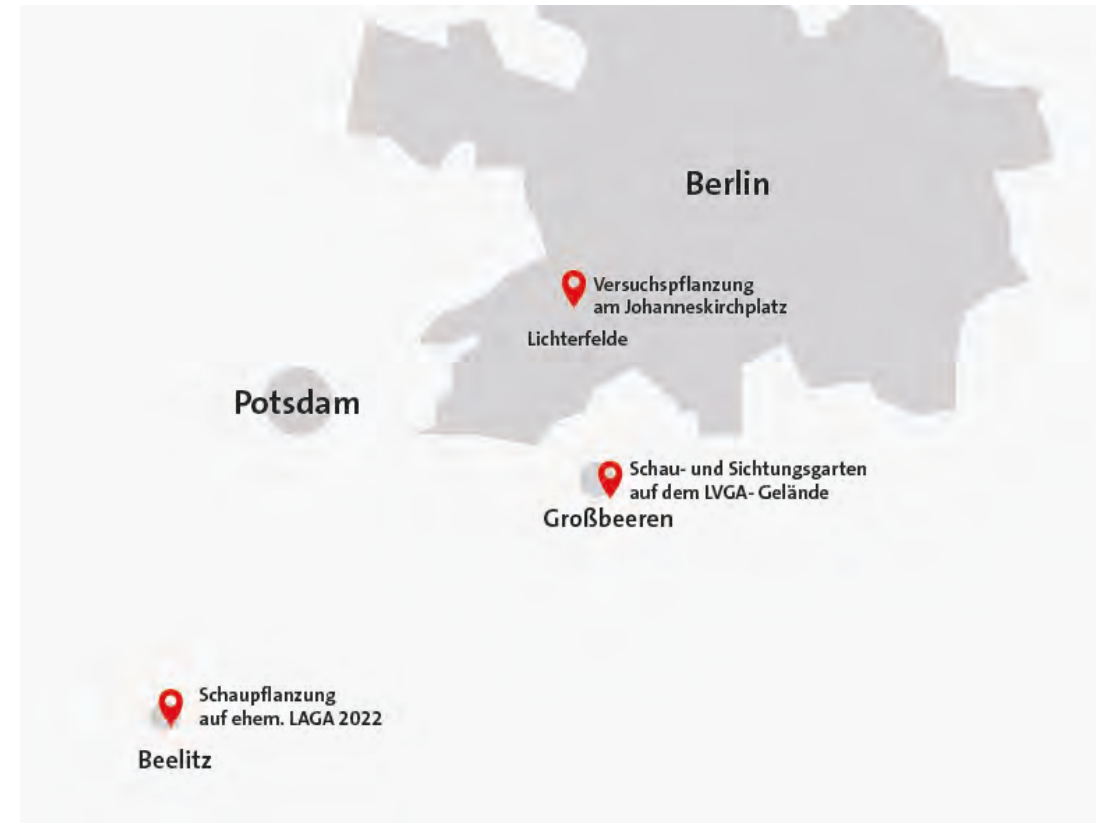 Berlin
Versuchspflanzung
am Johanneskirchplatz
Lichterfelde
Potsdam
Schau- und Sichtungsgarten
auf dem LVGA- Gelände
Großbeeren
Schaupflanzung
auf ehem. LAGA 2022
Beelitz